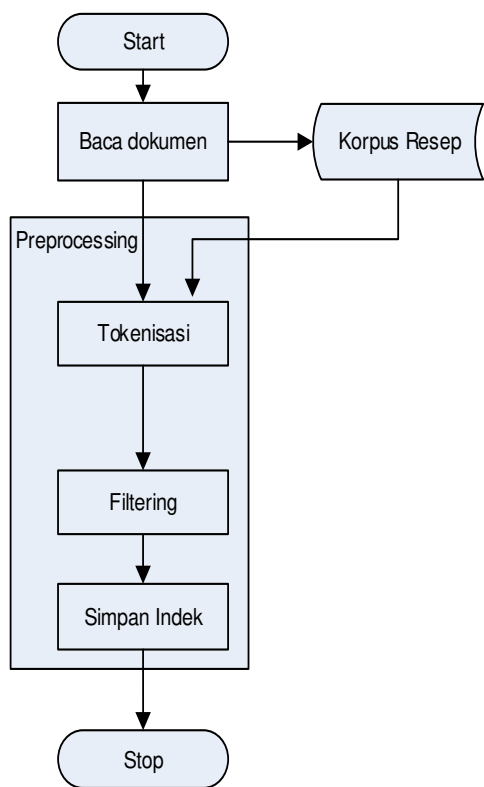 Start
Baca dokumen
Korpus Resep
Preprocessing
Tokenisasi
Filtering
Simpan Indek
Stop